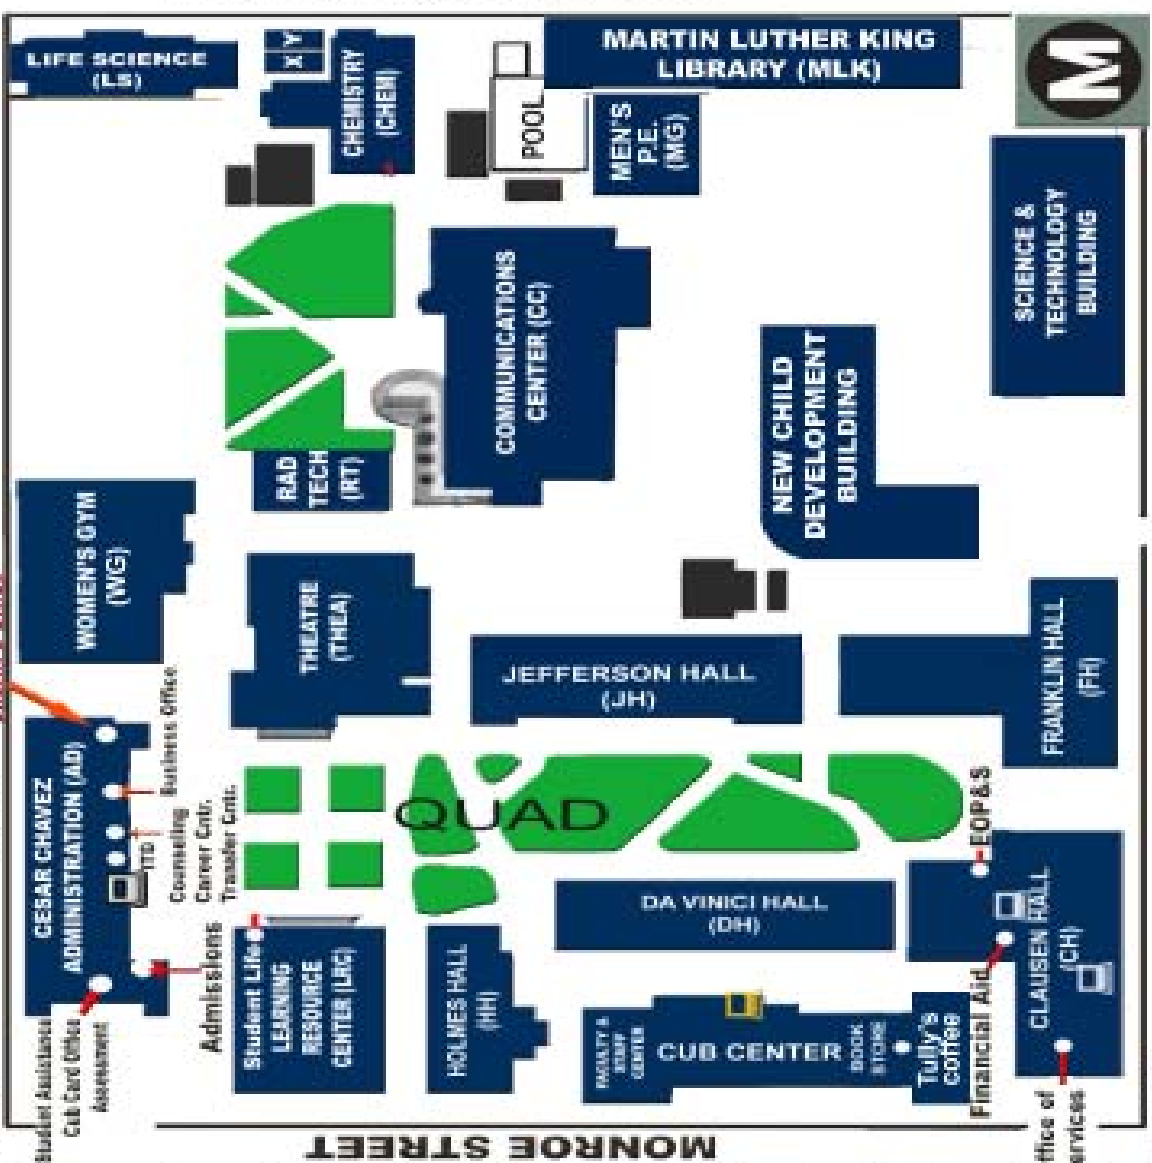 LIFE SCIENCE
(LS)
X Y
CHEMISTRY
(CHEM)
POOL
MARTIN LUTHER KING
LIBRARY (MLK)
MEN'S
P.E.
(MG)
M
SCIENCE &
TECHNOLOGY
BUILDING
COMMUNICATIONS
CENTER (CC)
NEW CHILD
DEVELOPMENT
BUILDING
RAD
TECH
(RT)
WOMEN'S GYM
(WG)
THEATRE
(THEA)
JEFFERSON HALL
(JH)
FRANKLIN HALL
(FH)
CESAR CHAVEZ
ADMINISTRATION (AD)
Business Office
TTD
Counseling
Career Cntr.
Transfer Cntr.
Admissions
Student Assistance
Cub Card Office
Assessment
QUAD
EOP&S
Student Life
LEARNING
RESOURCE
CENTER (LRC)
HOLMES HALL
(HH)
DA VINICI HALL
(DH)
CLAUSEN HALL
(CH)
Financial Aid
FACULTY &
STAFF
CENTER
CUB CENTER
BOOK
STORE
Tully's
coffee
ffice of
ervices
MONROE STREET